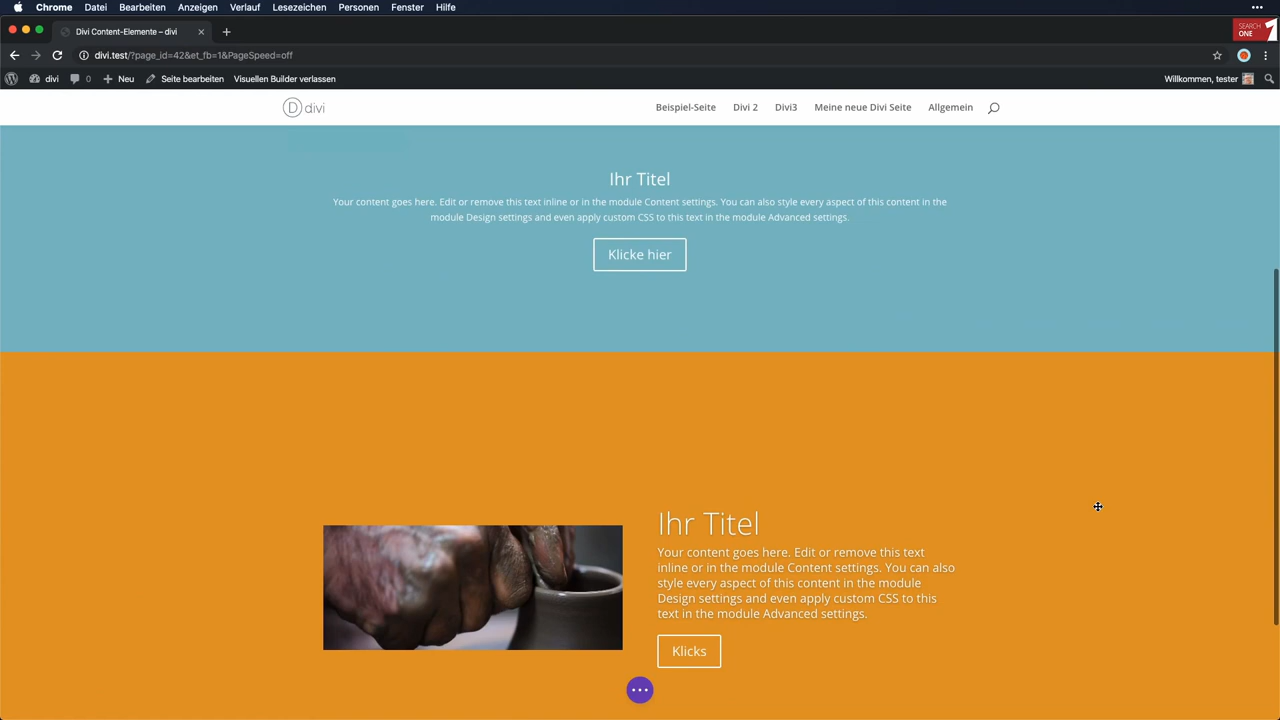 Chrome Datei Bearbeiten Anzeigen Verlauf Lesezeichen Personen Fenster Hilfe
Divi Content-Elemente – divi
SEARCH
ONE
1
divi.test/?page_id=42&et_fb=1&PageSpeed=off
divi 0 Neu Seite bearbeiten Visuellen Builder verlassen Willkommen, tester
D divi Beispiel-Seite Divi 2 Divi3 Meine neue Divi Seite Allgemein
Ihr Titel
Your content goes here. Edit or remove this text inline or in the module Content settings. You can also style every aspect of this content in the
module Design settings and even apply custom CSS to this text in the module Advanced settings.
Klicke hier
Ihr Titel
Your content goes here. Edit or remove this text
inline or in the module Content settings. You can also
style every aspect of this content in the module
Design settings and even apply custom CSS to this
text in the module Advanced settings.
Klicks